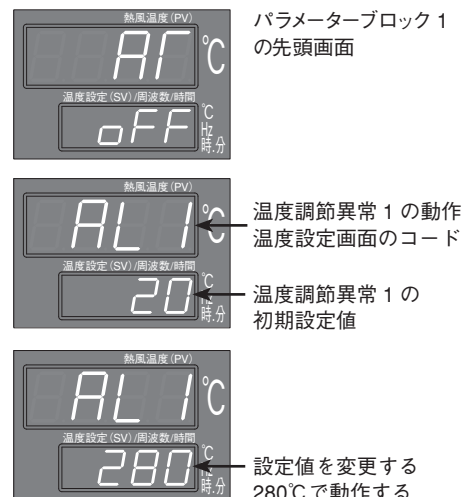 熱風温度(PV)
AT ℃
温度設定(SV)/周波数/時間
oFF ℃ Hz 時.分
パラメーターブロック 1
の先頭画面
熱風温度(PV)
AL 1 ℃
温度設定(SV)/周波数/時間
20 ℃ Hz 時.分
温度調節異常 1 の動作
温度設定画面のコード
温度調節異常 1 の
初期設定値
熱風温度(PV)
AL 1 ℃
温度設定(SV)/周波数/時間
280 ℃ 時.分
設定値を変更する
280℃で動作する